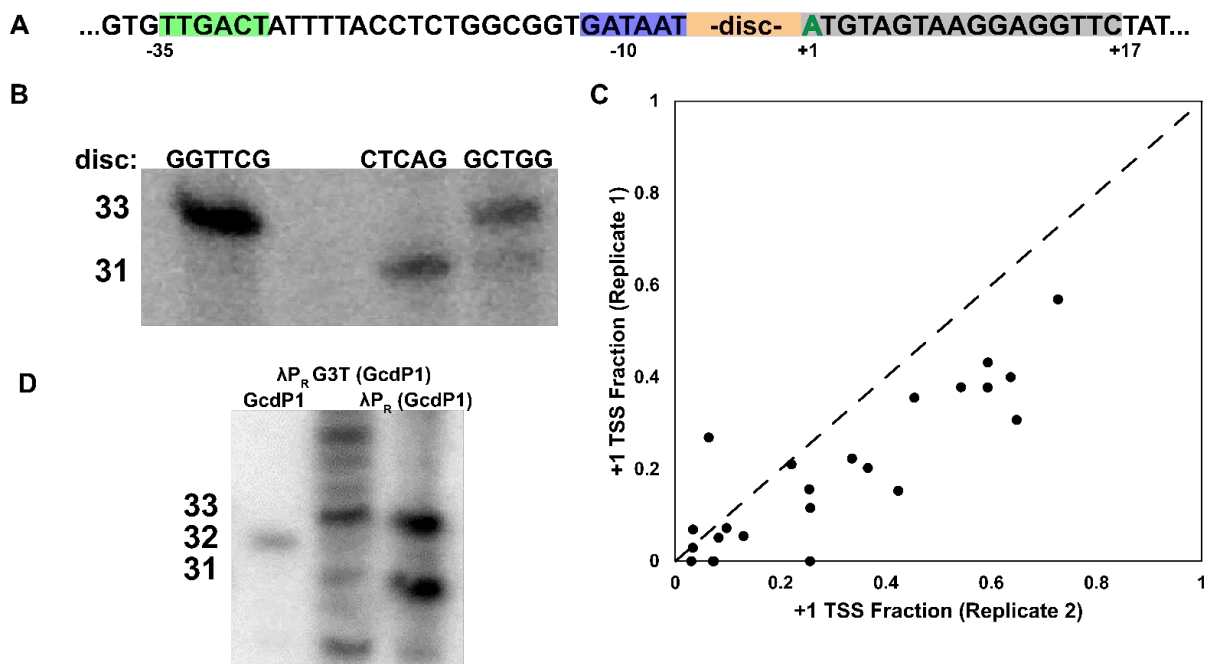 A
...GTGTTGACTATTTTACCTCTGGCGGTGATAAT-disc-ATGTAGTAAGGAGGTTCTAT...
-35 -10 +1 +17
B
disc: GGTTCG CTCAG GCTGG
33
31
C
+1 TSS Fraction (Replicate 1)
1
0.8
0.6
0.4
0.2
0
0 0.2 0.4 0.6 0.8 1
+1 TSS Fraction (Replicate 2)
D
λPR G3T (GcdP1)
GcdP1 λPR (GcdP1)
33
32
31